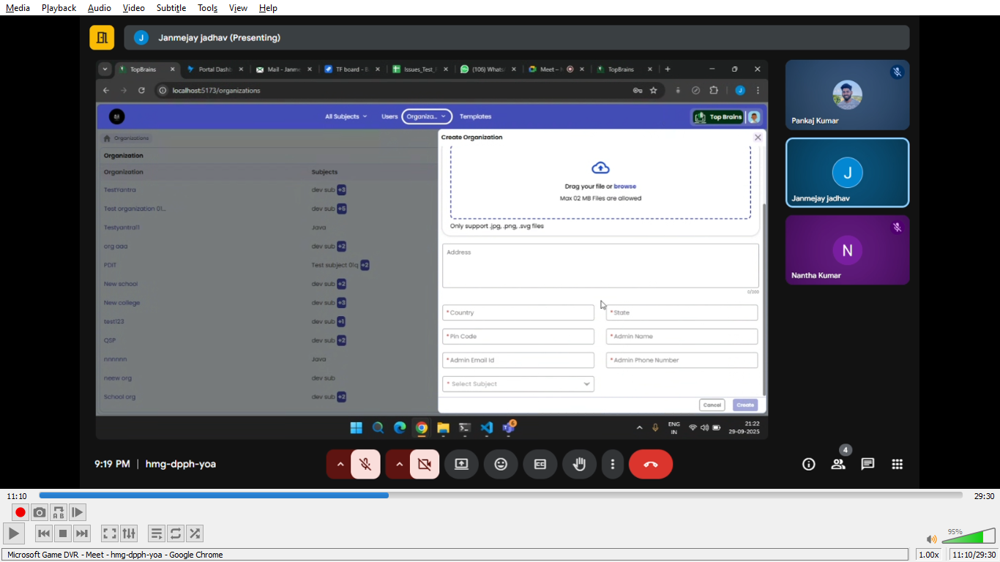 Media Playback Audio Video Subtitle Tools View Help
J Janmejay jadhav (Presenting)
TopBrains Portal Dashb Mail - Janme TF board - B Issues_Test_ (106) Whats Meet – TopBrains
localhost:5173/organizations
All Subjects Users Organiza... Templates Top Brains
Organizations
Organization
Organization Subjects
TestYantra dev sub +3
Test organization 01... dev sub +5
Testyantra11 Java
org aaa dev sub +2
PDIT Test subject 01q +2
New school dev sub +2
New college dev sub +3
test123 dev sub +1
QSP dev sub +2
nnnnnn Java
neew org dev sub
School org dev sub +2
Create Organization
Drag your file or browse
Max 02 MB Files are allowed
Only support .jpg, .png, .svg files
Address
0/300
* Country * State
* Pin Code * Admin Name
* Admin Email Id * Admin Phone Number
* Select Subject
Cancel Create
ENG
IN
21:22
29-09-2025
Pankaj Kumar
J
Janmejay jadhav
N
Nantha Kumar
9:19 PM | hmg-dpph-yoa
4
11:10 29:30
95%
Microsoft Game DVR - Meet - hmg-dpph-yoa - Google Chrome 1.00x 11:10/29:30